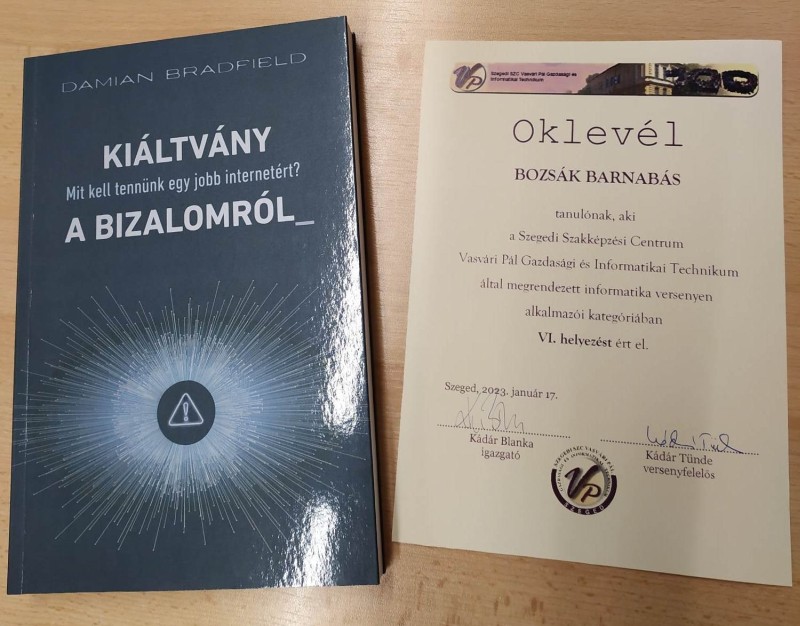 DAMIAN BRADFIELD
KIÁLTVÁNY
Mit kell tennünk egy jobb internetért?
A BIZALOMRÓL_
VP
Szegedi SZC Vasvári Pál Gazdasági és
Informatikai Technikum
Oklevél
BOZSÁK BARNABÁS
tanulónak, aki
a Szegedi Szakképzési Centrum
Vasvári Pál Gazdasági és Informatikai Technikum
által megrendezett informatika versenyen
alkalmazói kategóriában
VI. helyezést ért el.
Szeged, 2023. január 17.
Kádár Blanka
igazgató
Kádár Tünde
versenyfelelős
VP
SZEGED